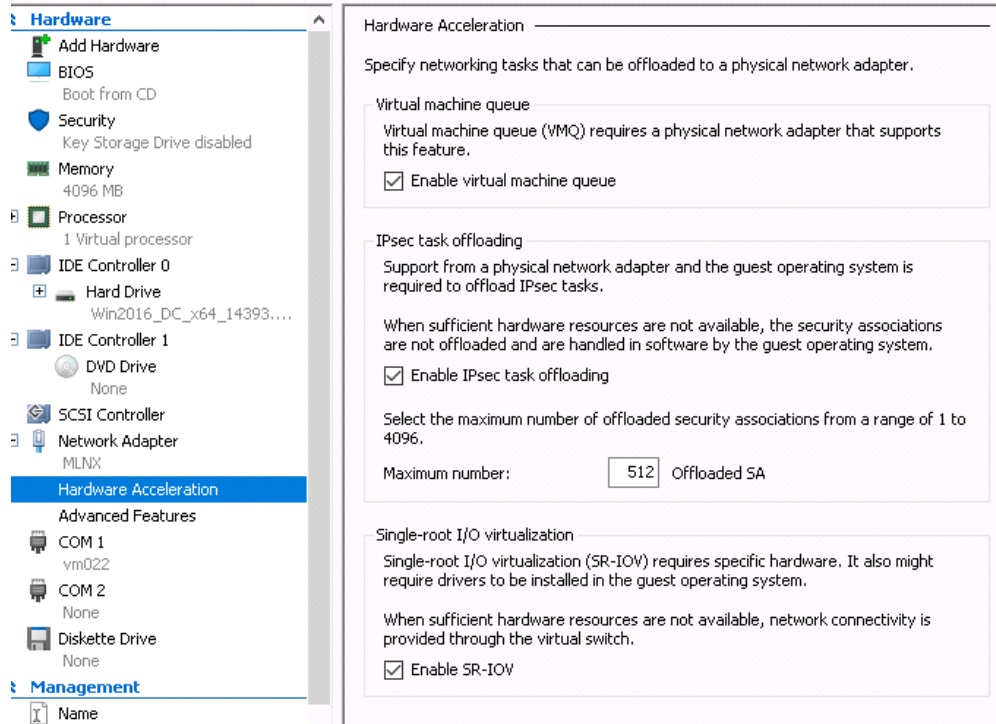 Hardware
Add Hardware
BIOS
Boot from CD
Security
Key Storage Drive disabled
Memory
4096 MB
Processor
1 Virtual processor
IDE Controller 0
Hard Drive
Win2016_DC_x64_14393....
IDE Controller 1
DVD Drive
None
SCSI Controller
Network Adapter
MLNX
Hardware Acceleration
Advanced Features
COM 1
vm022
COM 2
None
Diskette Drive
None
Management
Name
Hardware Acceleration
Specify networking tasks that can be offloaded to a physical network adapter.
Virtual machine queue
Virtual machine queue (VMQ) requires a physical network adapter that supports
this feature.
Enable virtual machine queue
IPsec task offloading
Support from a physical network adapter and the guest operating system is
required to offload IPsec tasks.
When sufficient hardware resources are not available, the security associations
are not offloaded and are handled in software by the guest operating system.
Enable IPsec task offloading
Select the maximum number of offloaded security associations from a range of 1 to
4096.
Maximum number: 512 Offloaded SA
Single-root I/O virtualization
Single-root I/O virtualization (SR-IOV) requires specific hardware. It also might
require drivers to be installed in the guest operating system.
When sufficient hardware resources are not available, network connectivity is
provided through the virtual switch.
Enable SR-IOV